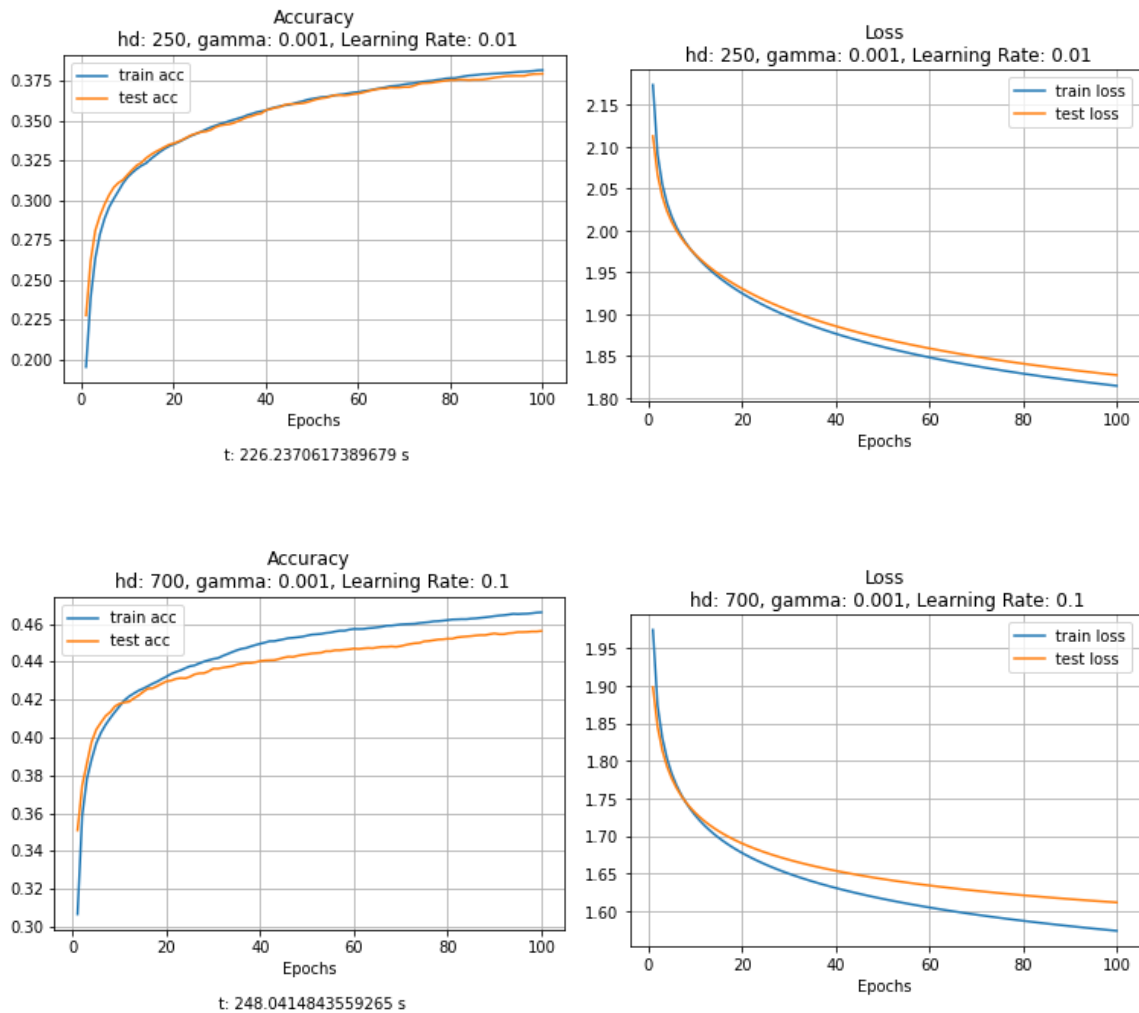 Accuracy
hd: 250, gamma: 0.001, Learning Rate: 0.01
train acc
test acc
0.375
0.350
0.325
0.300
0.275
0.250
0.225
0.200
0 20 40 60 80 100
Epochs
t: 226.2370617389679 s
Loss
hd: 250, gamma: 0.001, Learning Rate: 0.01
train loss
test loss
2.15
2.10
2.05
2.00
1.95
1.90
1.85
1.80
0 20 40 60 80 100
Epochs
Accuracy
hd: 700, gamma: 0.001, Learning Rate: 0.1
train acc
test acc
0.46
0.44
0.42
0.40
0.38
0.36
0.34
0.32
0.30
0 20 40 60 80 100
Epochs
t: 248.0414843559265 s
Loss
hd: 700, gamma: 0.001, Learning Rate: 0.1
train loss
test loss
1.95
1.90
1.85
1.80
1.75
1.70
1.65
1.60
0 20 40 60 80 100
Epochs